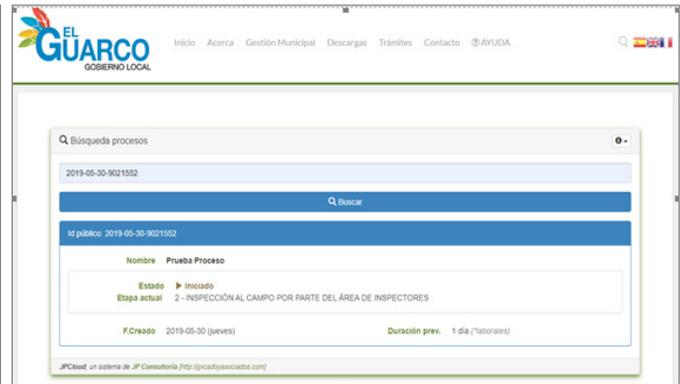 EL
GUARCO
GOBIERNO LOCAL
Inicio Acerca Gestión Municipal Descargas Trámites Contacto AYUDA
Búsqueda procesos
2019-05-30-9021552
Buscar
Id público: 2019-05-30-9021552
Nombre Prueba Proceso
Estado Iniciado
Etapa actual 2 - INSPECCIÓN AL CAMPO POR PARTE DEL ÁREA DE INSPECTORES
F.Creado 2019-05-30 (jueves) Duración prev. 1 día (*laborales)
JPCloud, un sistema de JP Consultoría [http://jpicadoyasociados.com]